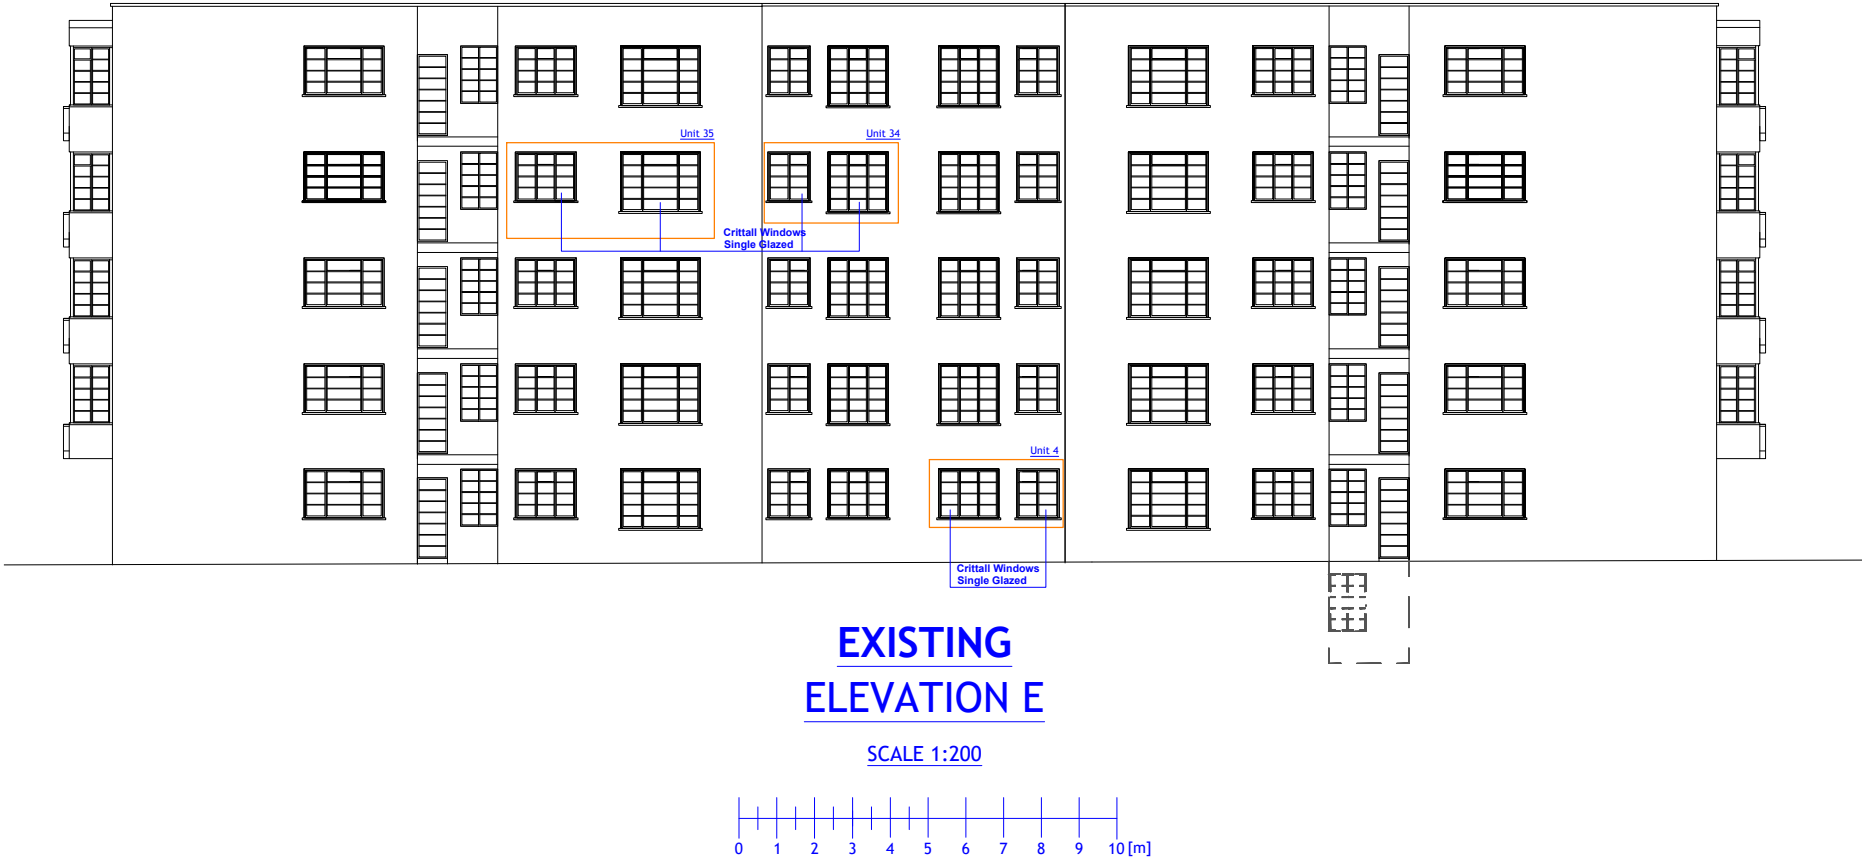 Unit 35
Unit 34
Crittall Windows
Single Glazed
Unit 4
Crittall Windows
Single Glazed
EXISTING
ELEVATION E
SCALE 1:200
0 1 2 3 4 5 6 7 8 9 10 [m]